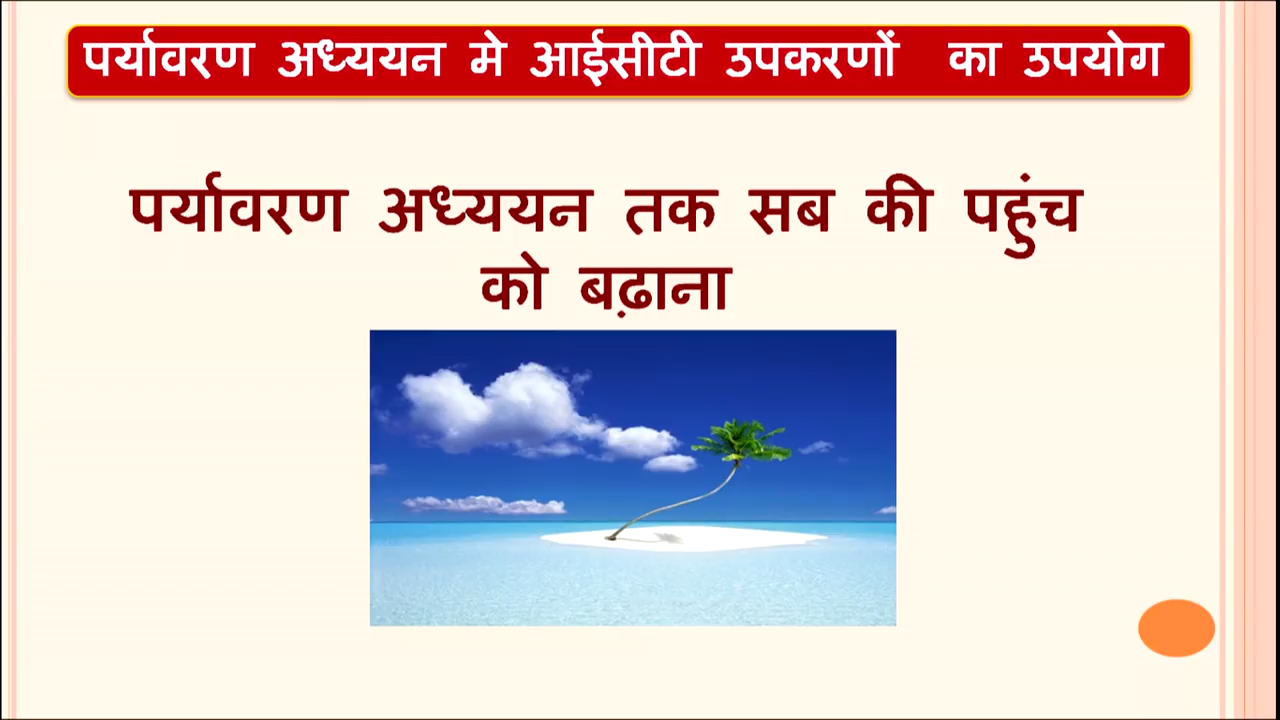 पर्यावरण अध्ययन मे आईसीटी उपकरणों का उपयोग
पर्यावरण अध्ययन तक सब की पहुंच
को बढ़ाना